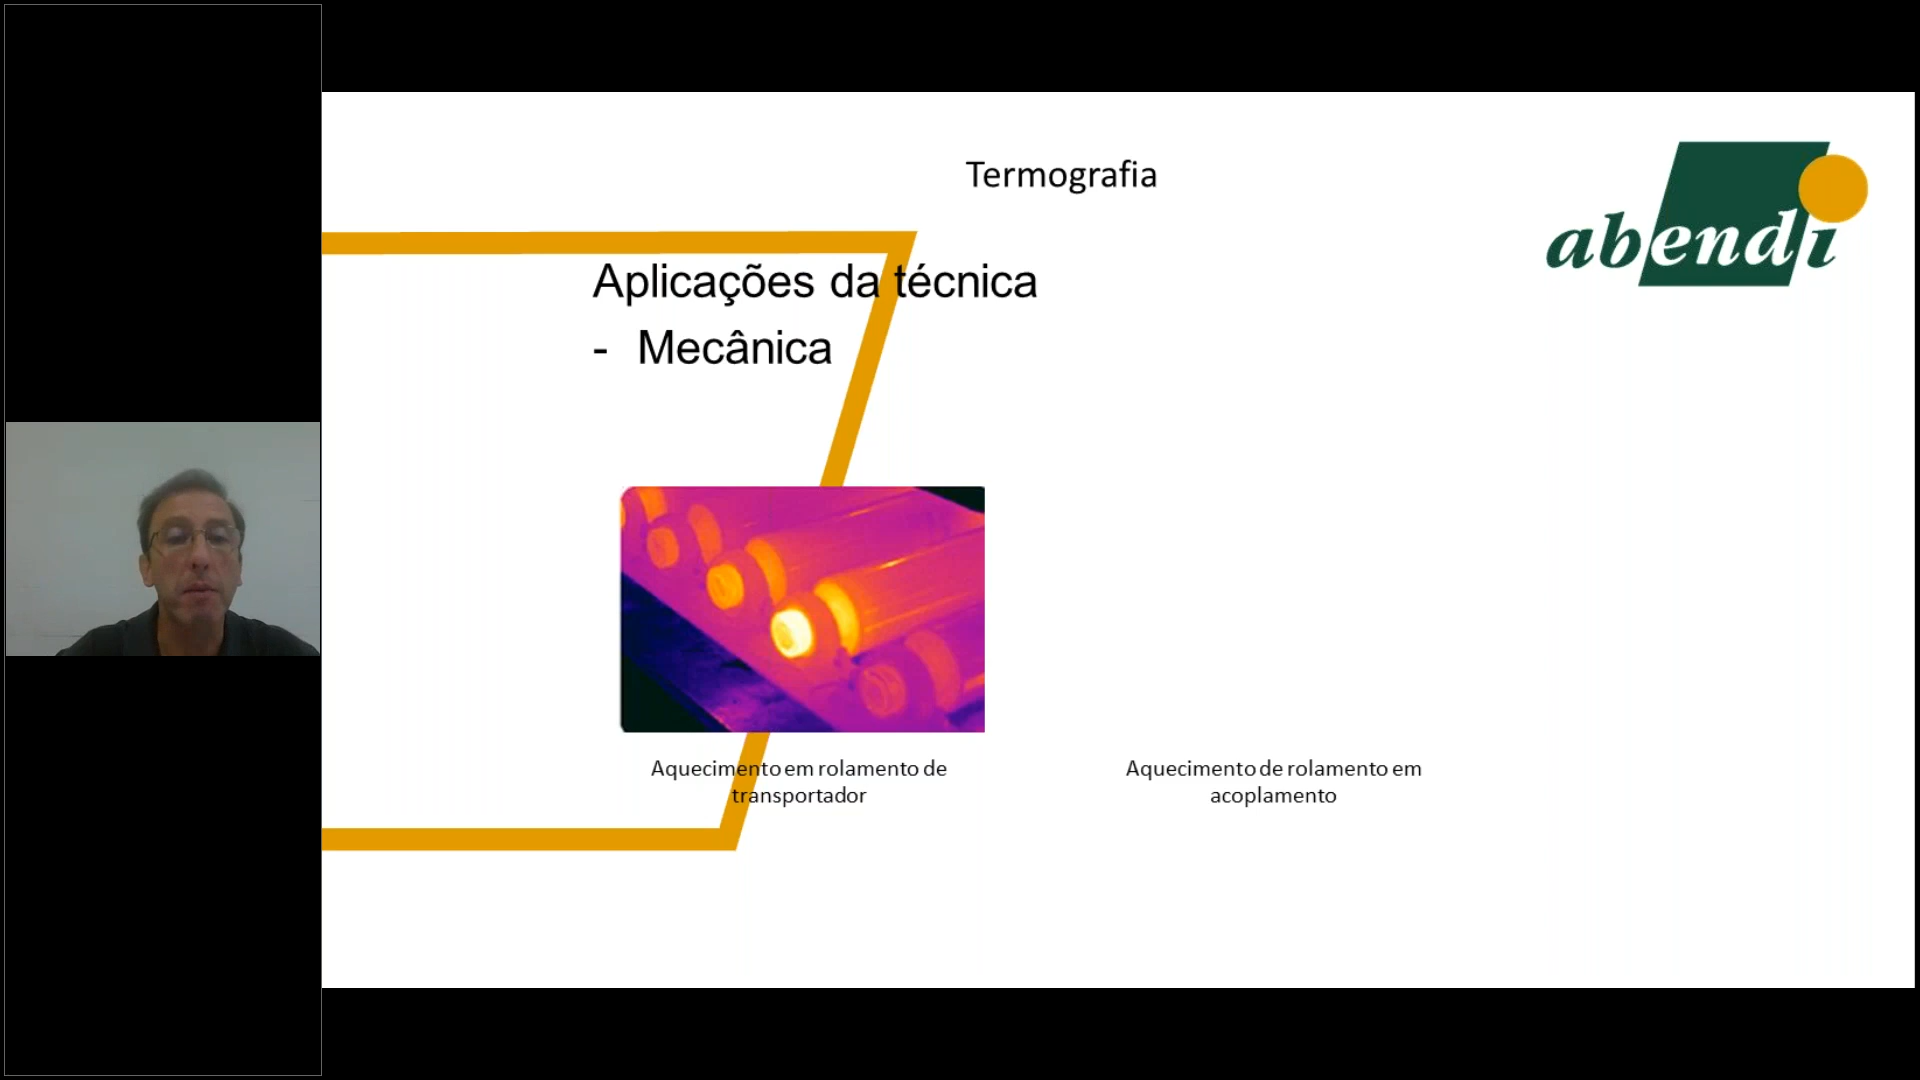 Termografia
abendi
Aplicações da técnica
- Mecânica
Aquecimento em rolamento de
transportador
Aquecimento de rolamento em
acoplamento